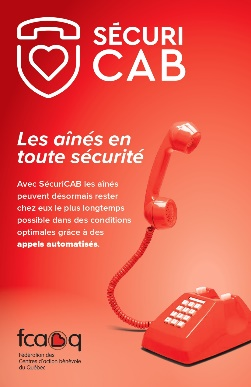 SÉCURI
CAB
Les aînés en
toute sécurité
Avec SécuriCAB les aînés
peuvent désormais rester
chez eux le plus longtemps
possible dans des conditions
optimales grâce à des
appels automatisés.
fcabq
Fédération des
Centres d'action bénévole
du Québec